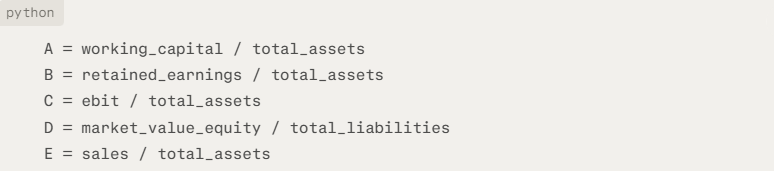 python
A = working_capital / total_assets
B = retained_earnings / total_assets
C = ebit / total_assets
D = market_value_equity / total_liabilities
E = sales / total_assets